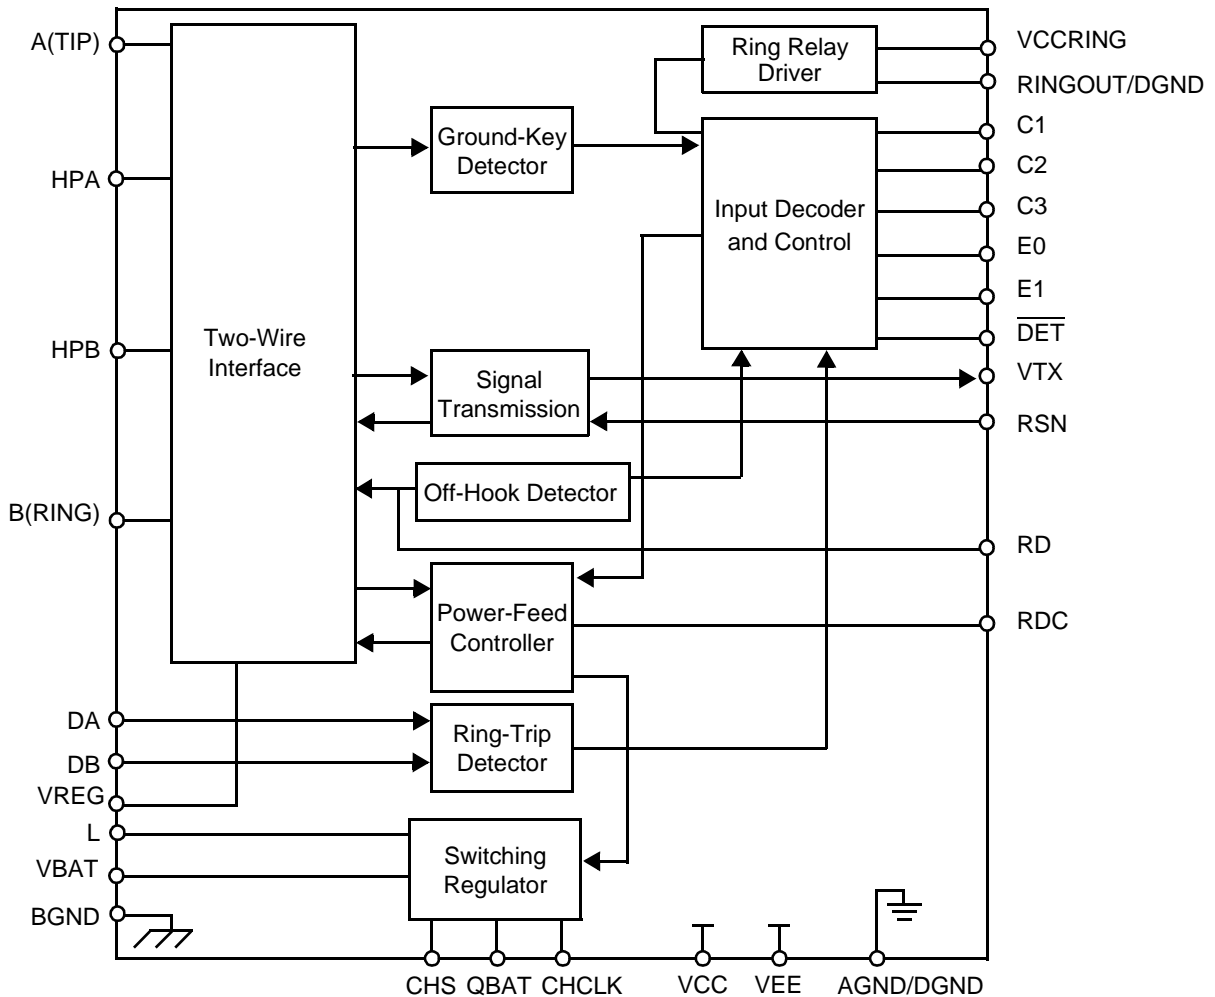 A(TIP)
HPA
HPB
B(RING)
DA
DB
VREG
L
VBAT
BGND
Two-Wire
Interface
Ground-Key
Detector
Signal
Transmission
Off-Hook Detector
Power-Feed
Controller
Ring-Trip
Detector
Switching
Regulator
Ring Relay
Driver
Input Decoder
and Control
VCCRING
RINGOUT/DGND
C1
C2
C3
E0
E1
D̅E̅T̅
VTX
RSN
RD
RDC
CHS
QBAT
CHCLK
VCC
VEE
AGND/DGND